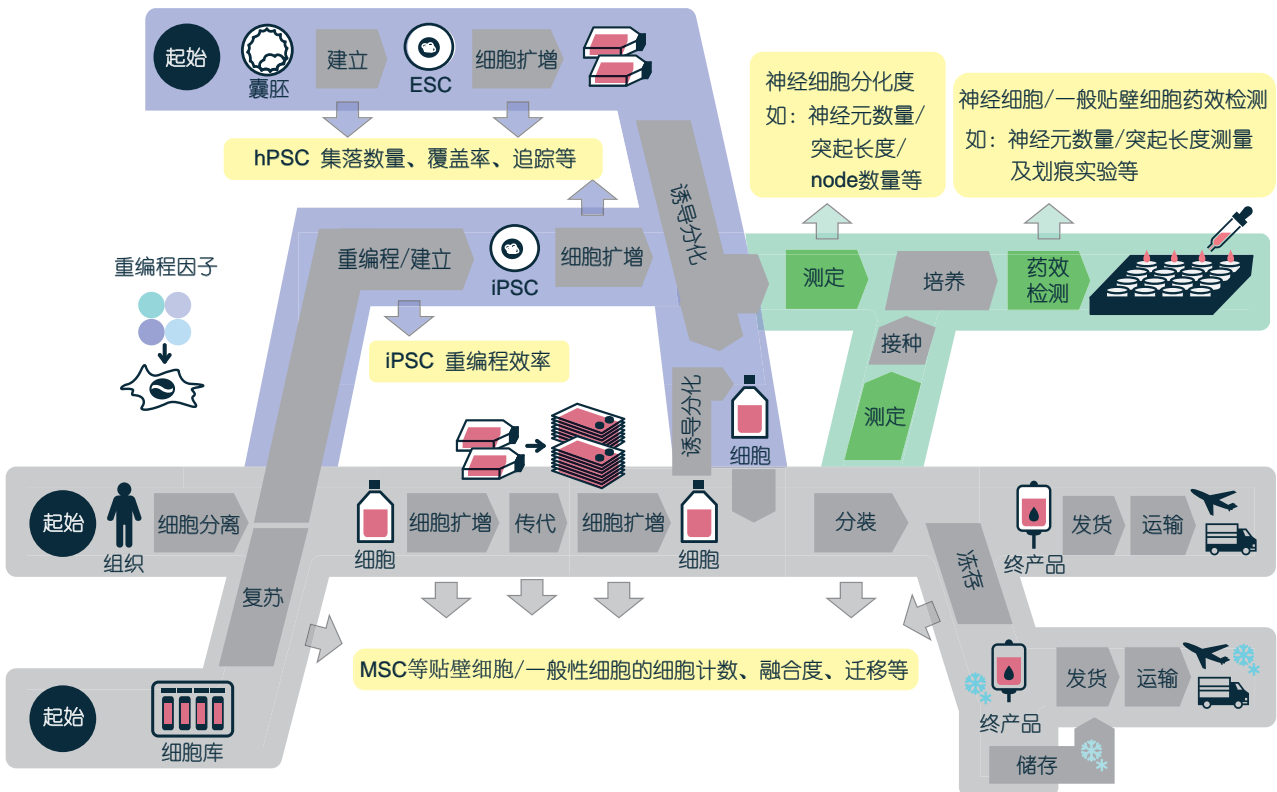 起始
囊胚
建立
ESC
细胞扩增
hPSC 集落数量、覆盖率、追踪等
诱导分化
神经细胞分化度
如：神经元数量/
突起长度/
node数量等
神经细胞/一般贴壁细胞药效检测
如：神经元数量/突起长度测量
及划痕实验等
重编程因子
重编程/建立
iPSC
细胞扩增
iPSC 重编程效率
测定
培养
药效
检测
接种
测定
诱导分化
细胞
起始
组织
细胞分离
细胞
细胞扩增
传代
细胞扩增
细胞
分装
冻存
终产品
发货
运输
复苏
MSC等贴壁细胞/一般性细胞的细胞计数、融合度、迁移等
起始
细胞库
终产品
发货
运输
储存